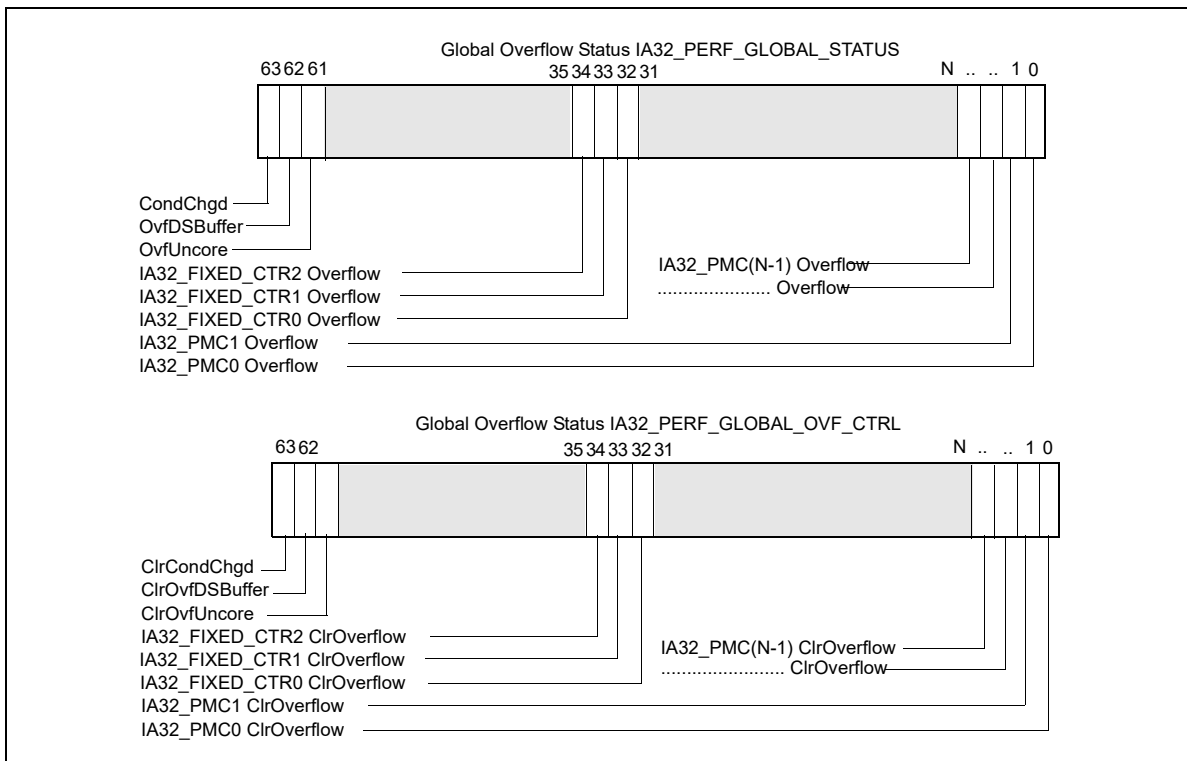 Global Overflow Status IA32_PERF_GLOBAL_STATUS
63 62 61 35 34 33 32 31 N .. .. 1 0
CondChgd
OvfDSBuffer
OvfUncore
IA32_FIXED_CTR2 Overflow
IA32_FIXED_CTR1 Overflow
IA32_FIXED_CTR0 Overflow
IA32_PMC1 Overflow
IA32_PMC0 Overflow
IA32_PMC(N-1) Overflow
...................... Overflow
Global Overflow Status IA32_PERF_GLOBAL_OVF_CTRL
63 62 35 34 33 32 31 N .. .. 1 0
ClrCondChgd
ClrOvfDSBuffer
ClrOvfUncore
IA32_FIXED_CTR2 ClrOverflow
IA32_FIXED_CTR1 ClrOverflow
IA32_FIXED_CTR0 ClrOverflow
IA32_PMC1 ClrOverflow
IA32_PMC0 ClrOverflow
IA32_PMC(N-1) ClrOverflow
........................ ClrOverflow